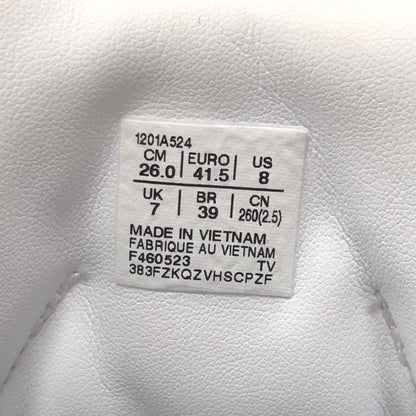 1201A524
CM EURO US
26.0 41.5 8
UK BR CN
7 39 260(2.5)
MADE IN VIETNAM
FABRIQUE AU VIETNAM
F460523 TV
383FZKQZVHSCPZF